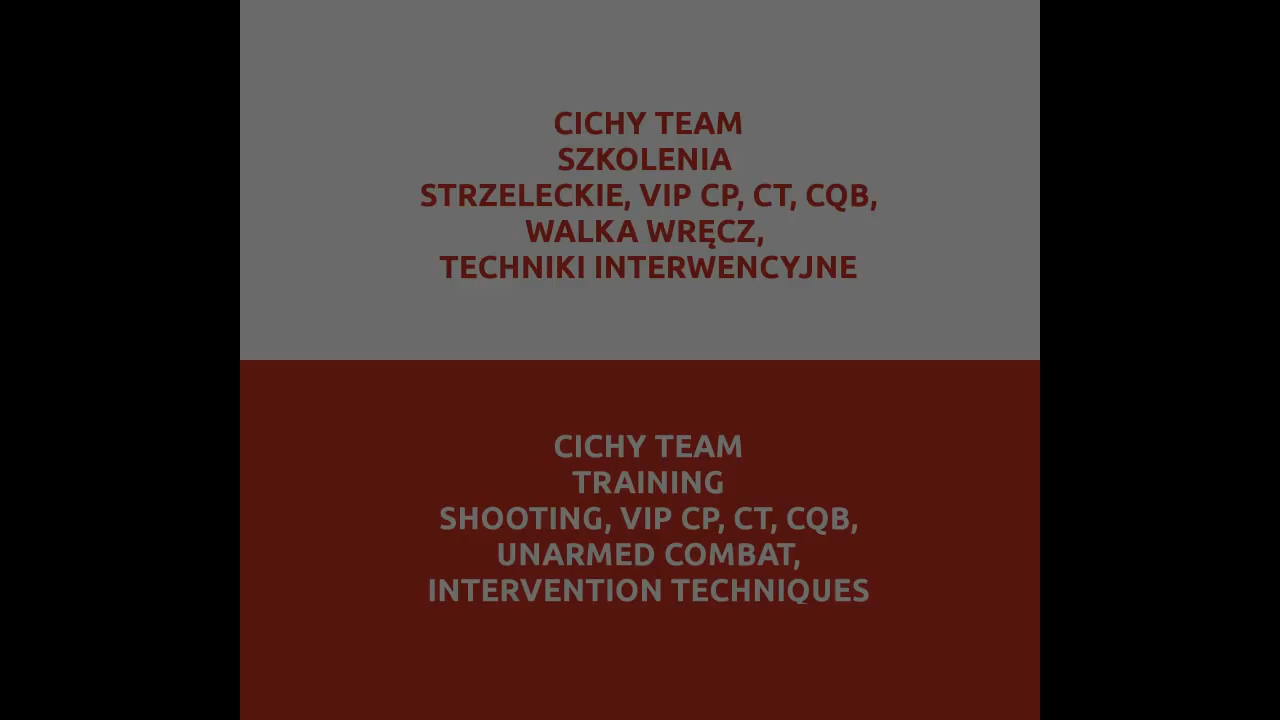 CICHY TEAM
SZKOLENIA
STRZELECKIE, VIP CP, CT, CQB,
WALKA WRĘCZ,
TECHNIKI INTERWENCYJNE
CICHY TEAM
TRAINING
SHOOTING, VIP CP, CT, CQB,
UNARMED COMBAT,
INTERVENTION TECHNIQUES